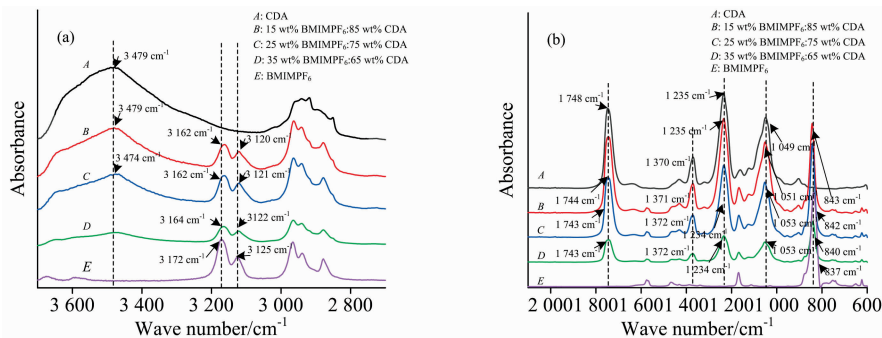 (a)
A: CDA
B: 15 wt% BMIMPF6:85 wt% CDA
C: 25 wt% BMIMPF6:75 wt% CDA
D: 35 wt% BMIMPF6:65 wt% CDA
E: BMIMPF6
3 479 cm-1
A
3 479 cm-1
B
3 162 cm-1
3 120 cm-1
3 474 cm-1
C
3 162 cm-1
3 121 cm-1
D
3 164 cm-1
3122 cm-1
E
3 172 cm-1
3 125 cm-1
Absorbance
3 600 3 400 3 200 3 000 2 800
Wave number/cm-1
(b)
A: CDA
B: 15 wt% BMIMPF6:85 wt% CDA
C: 25 wt% BMIMPF6:75 wt% CDA
D: 35 wt% BMIMPF6:65 wt% CDA
E: BMIMPF6
1 748 cm-1
1 235 cm-1
1 235 cm-1
1 049 cm-1
1 370 cm-1
A
1 744 cm-1
1 371 cm-1
1 051 cm-1
843 cm-1
B
1 743 cm-1
1 372 cm-1
1 234 cm-1
1 053 cm-1
842 cm-1
C
1 743 cm-1
1 372 cm-1
1 053 cm-1
840 cm-1
D
1 234 cm-1
837 cm-1
E
Absorbance
2 0001 8001 6001 4001 2001 000 800 600
Wave number/cm-1